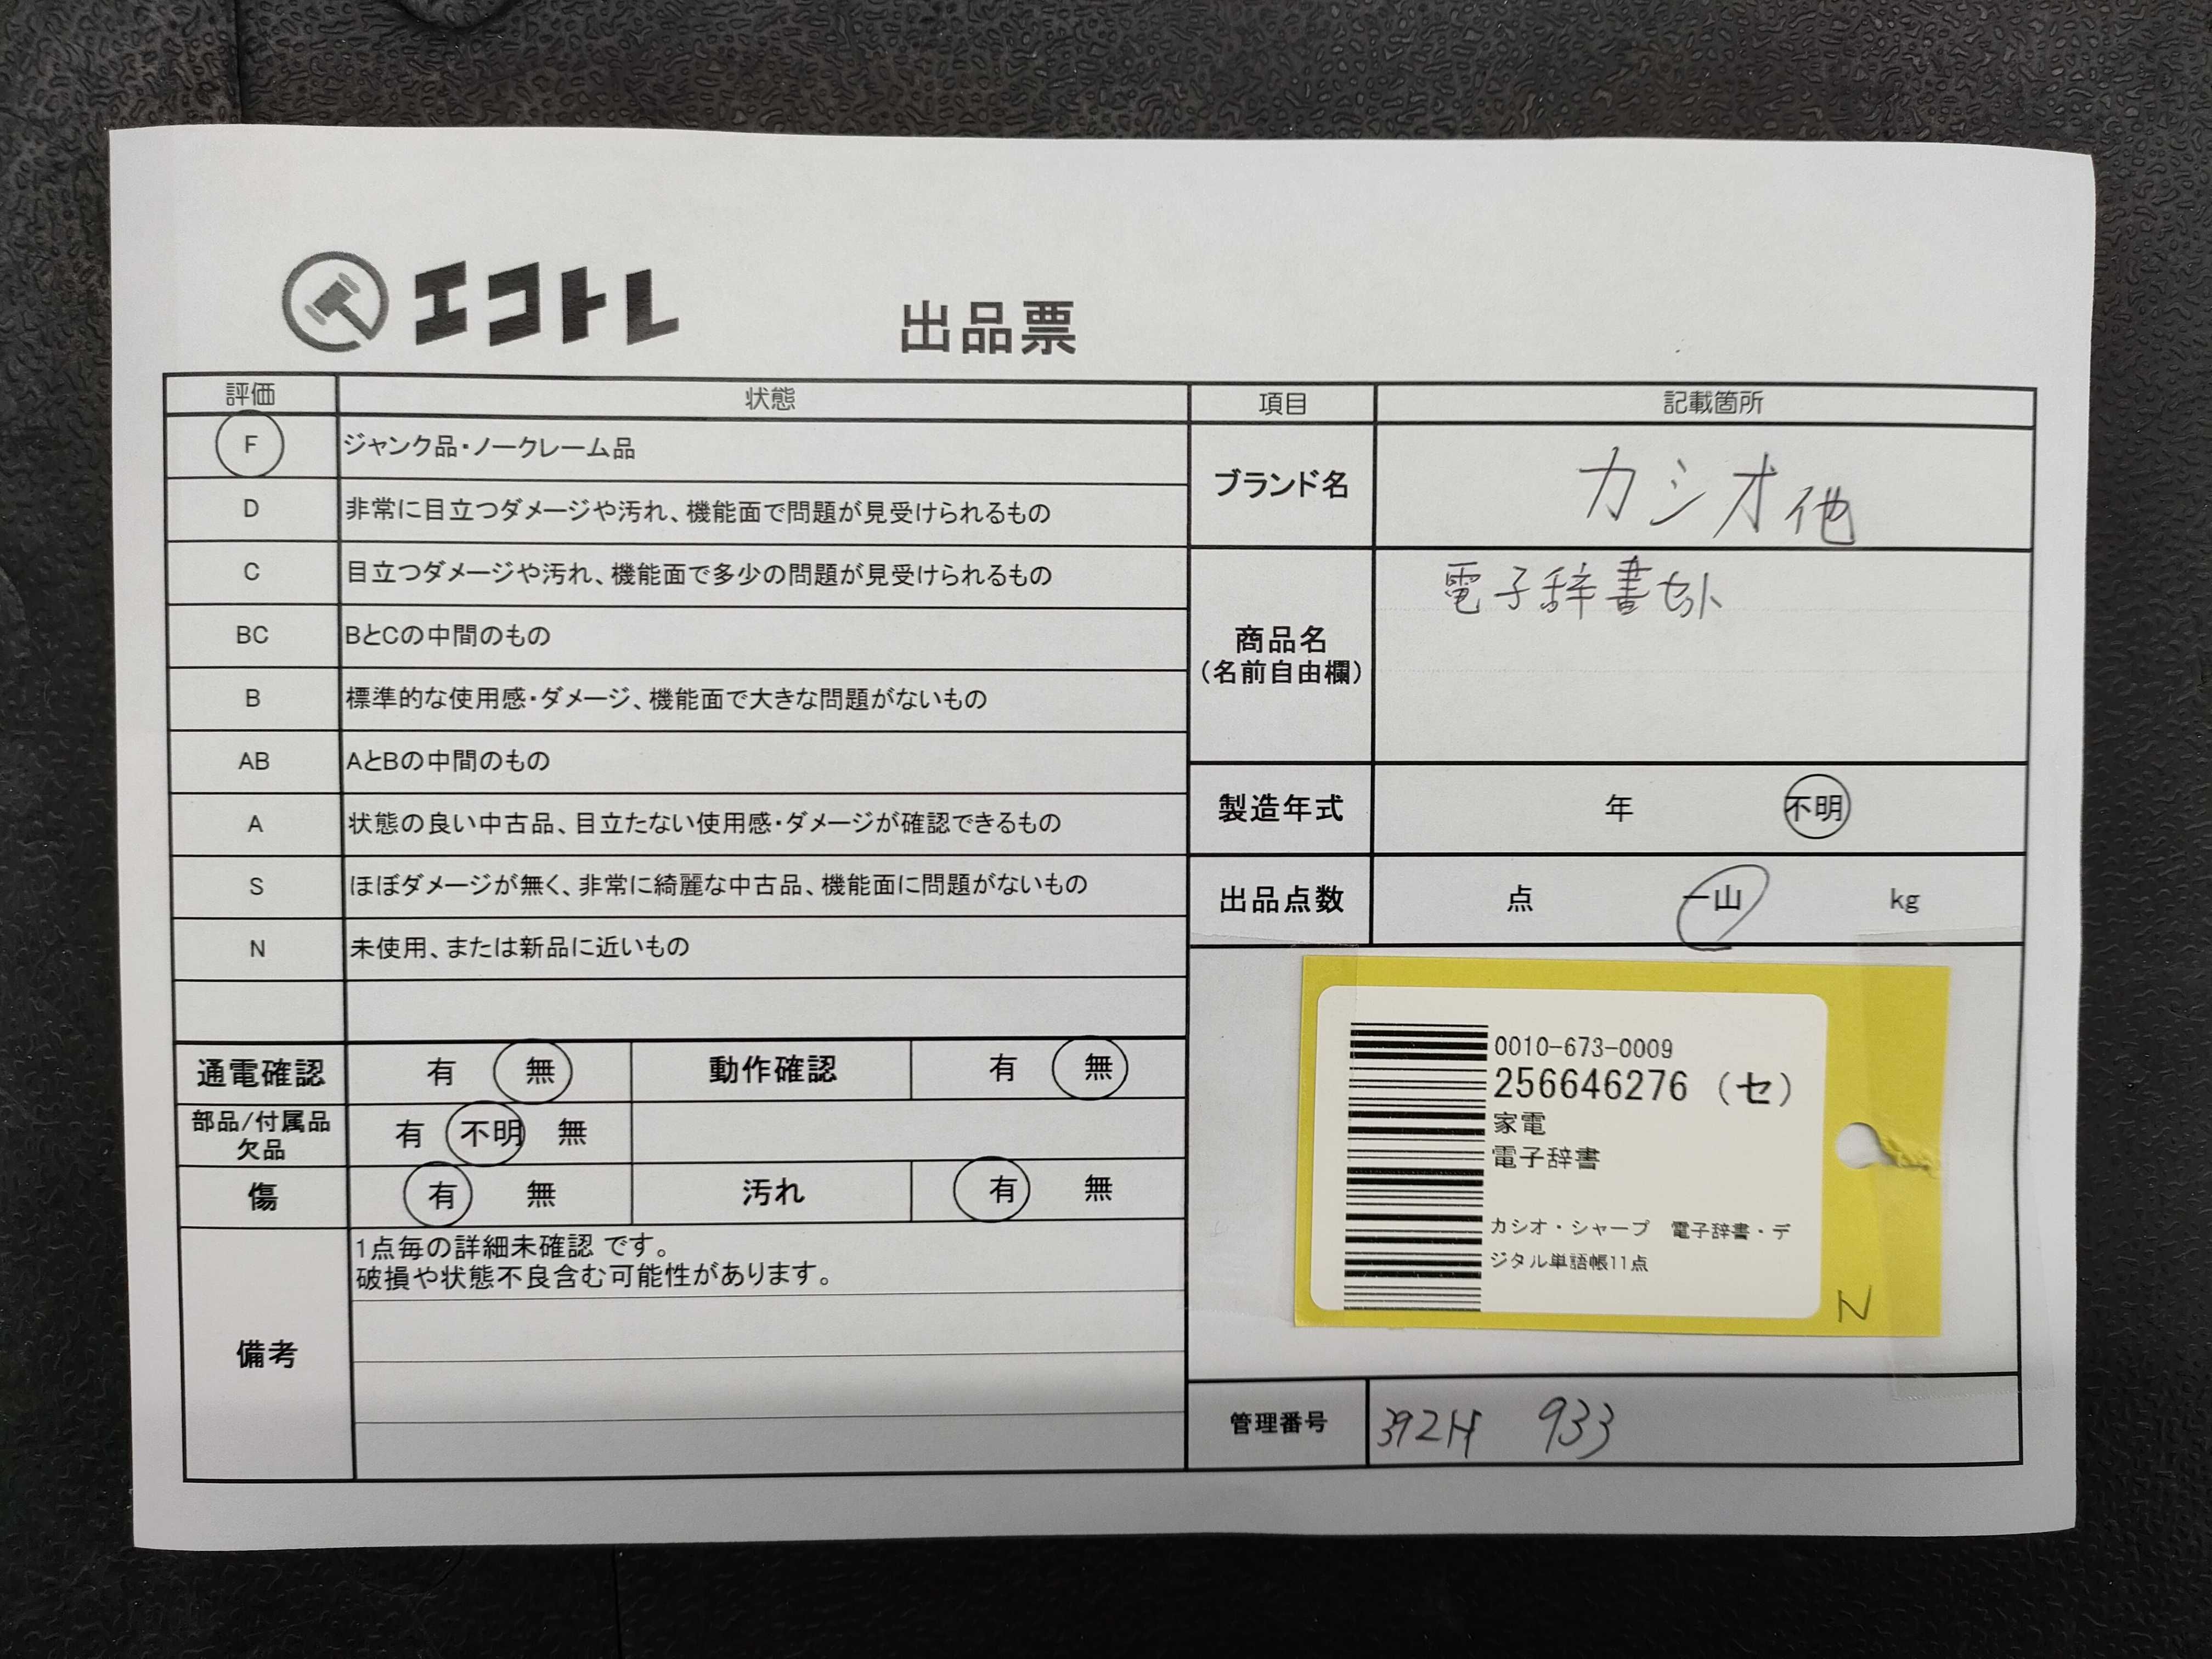 エコトレ
出品票
評価 状態
F ジャンク品・ノークレーム品
D 非常に目立つダメージや汚れ、機能面で問題が見受けられるもの
C 目立つダメージや汚れ、機能面で多少の問題が見受けられるもの
BC BとCの中間のもの
B 標準的な使用感・ダメージ、機能面で大きな問題がないもの
AB AとBの中間のもの
A 状態の良い中古品、目立たない使用感・ダメージが確認できるもの
S ほぼダメージが無く、非常に綺麗な中古品、機能面に問題がないもの
N 未使用、または新品に近いもの
通電確認 有 無 動作確認 有 無
部品/付属品
欠品
有 不明 無
傷 有 無 汚れ 有 無
備考
1点毎の詳細未確認 です。
破損や状態不良含む可能性があります。
項目 記載箇所
ブランド名 カシオ他
商品名
(名前自由欄)
電子辞書セット
製造年式 年 不明
出品点数 点 一山 kg
0010-673-0009
256646276 (セ)
家電
電子辞書
カシオ・シャープ 電子辞書・デ
ジタル単語帳11点
N
管理番号 392H 933